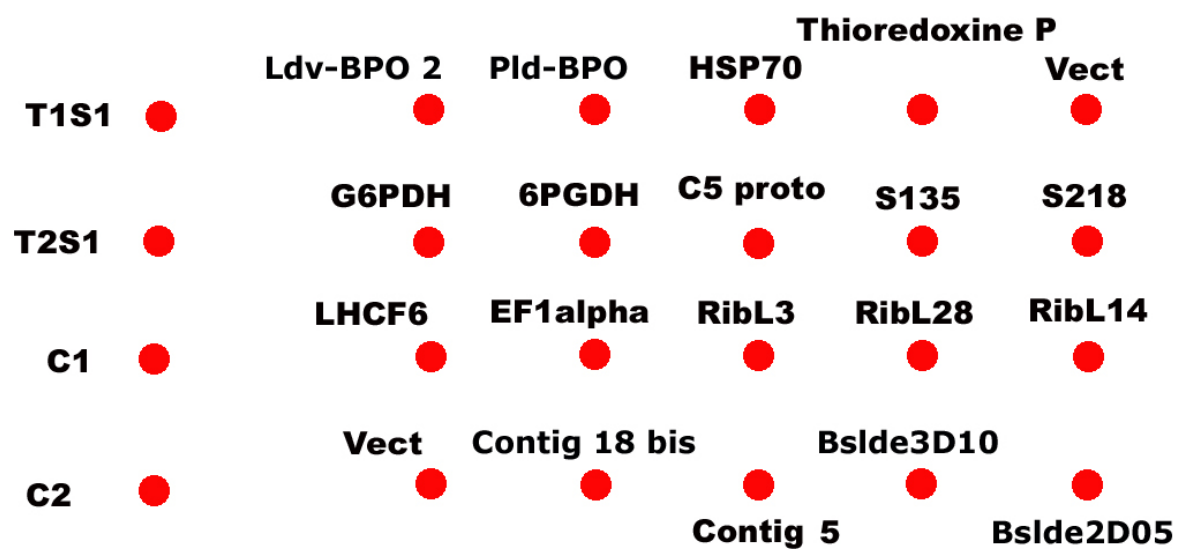 Thioredoxine P
Ldv-BPO 2 Pld-BPO HSP70 Vect
T1S1
G6PDH 6PGDH C5 proto S135 S218
T2S1
LHCF6 EF1alpha RibL3 RibL28 RibL14
C1
Vect Contig 18 bis Bslde3D10
C2
Contig 5 Bslde2D05